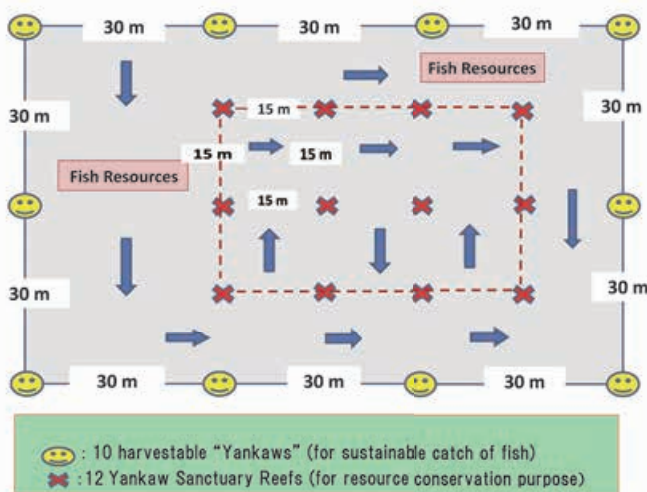 30 m 30 m 30 m
Fish Resources
30 m 15 m 30 m
15 m 15 m
Fish Resources
15 m
30 m 30 m
30 m 30 m 30 m
: 10 harvestable “Yankaws” (for sustainable catch of fish)
: 12 Yankaw Sanctuary Reefs (for resource conservation purpose)